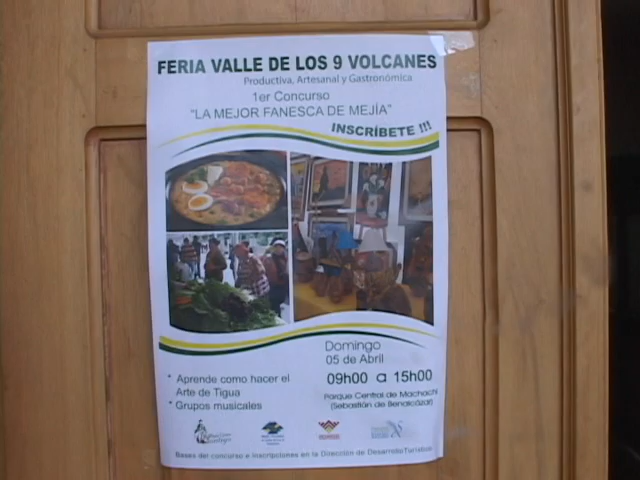 FERIA VALLE DE LOS 9 VOLCANES
Productiva, Artesanal y Gastronómica
1er Concurso
"LA MEJOR FANESCA DE MEJÍA"
INSCRÍBETE !!!
Domingo
05 de Abril
09h00 a 15h00
Parque Central de Machachi
(Sebastián de Benalcázar)
* Aprende como hacer el
Arte de Tigua
* Grupos musicales
Bases del concurso e inscripciones en la Dirección de Desarrollo Turístico